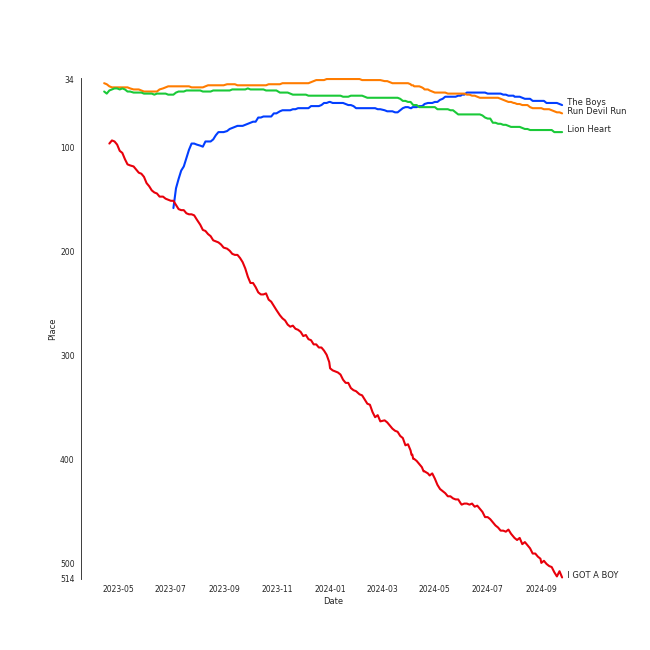 34
100
200
300
400
500
514
Place
2023-05
2023-07
2023-09
2023-11
2024-01
2024-03
2024-05
2024-07
2024-09
Date
The Boys
Run Devil Run
Lion Heart
I GOT A BOY